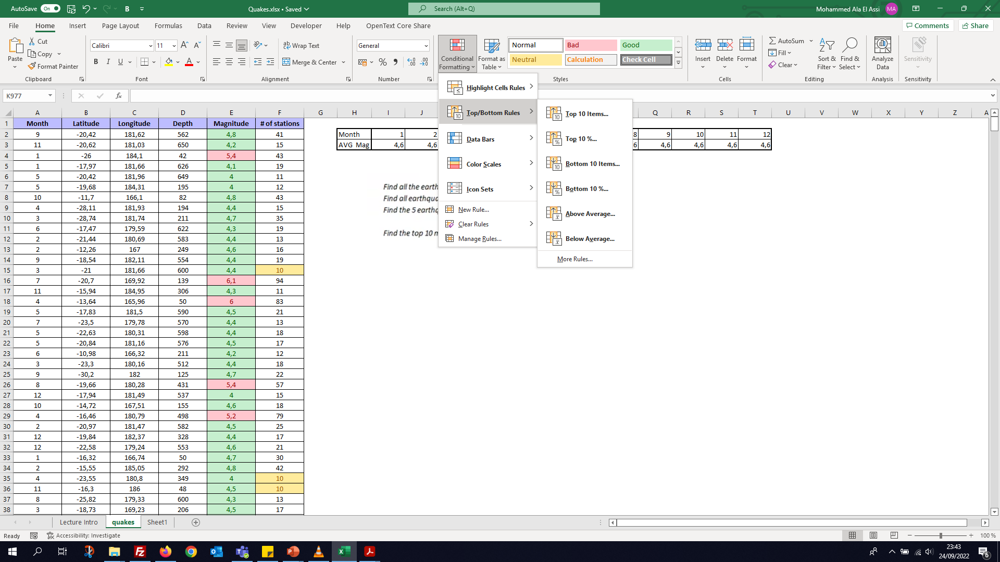 AutoSave On B Quakes.xlsx • Saved Search (Alt+Q) Mohammed Ala El Assi MA
File Home Insert Page Layout Formulas Data Review View Developer Help OpenText Core Share Comments Share
Paste Cut Copy Format Painter Clipboard
Calibri 11 A A B I U A Font
ab Wrap Text Merge & Center Alignment
General % Number
Conditional Formatting Format as Table Normal Bad Good Neutral Calculation Check Cell Styles
Insert Delete Format Cells
AutoSum Fill Clear Sort & Filter Find & Select Editing
Analyze Data Analysis
Sensitivity Sensitivity
K977 fx
Highlight Cells Rules
Top/Bottom Rules
Data Bars
Color Scales
Icon Sets
New Rule...
Clear Rules
Manage Rules...
Top 10 Items...
Top 10 %...
Bottom 10 Items...
Bottom 10 %...
Above Average...
Below Average...
More Rules...
A B C D E F G H I J Q R S T U V W X Y Z A
1 Month Latitude Longitude Depth Magnitude # of stations
2 9 -20,42 181,62 562 4,8 41 Month 1 2 8 9 10 11 12
3 11 -20,62 181,03 650 4,2 15 AVG Mag 4,6 4,6 6 4,6 4,6 4,6 4,6
4 1 -26 184,1 42 5,4 43
5 1 -17,97 181,66 626 4,1 19
6 5 -20,42 181,96 649 4 11
7 5 -19,68 184,31 195 4 12
8 10 -11,7 166,1 82 4,8 43
9 4 -28,11 181,93 194 4,4 15
10 3 -28,74 181,74 211 4,7 35
11 6 -17,47 179,59 622 4,3 19
12 2 -21,44 180,69 583 4,4 13
13 2 -12,26 167 249 4,6 16
14 9 -18,54 182,11 554 4,4 19
15 3 -21 181,66 600 4,4 10
16 7 -20,7 169,92 139 6,1 94
17 11 -15,94 184,95 306 4,3 11
18 4 -13,64 165,96 50 6 83
19 5 -17,83 181,5 590 4,5 21
20 7 -23,5 179,78 570 4,4 13
21 5 -22,63 180,31 598 4,4 18
22 5 -20,84 181,16 576 4,5 17
23 6 -10,98 166,32 211 4,2 12
24 3 -23,3 180,16 512 4,4 18
25 9 -30,2 182 125 4,7 22
26 8 -19,66 180,28 431 5,4 57
27 12 -17,94 181,49 537 4 15
28 10 -14,72 167,51 155 4,6 18
29 4 -16,46 180,79 498 5,2 79
30 2 -20,97 181,47 582 4,5 25
31 12 -19,84 182,37 328 4,4 17
32 12 -22,58 179,24 553 4,6 21
33 1 -16,32 166,74 50 4,7 30
34 2 -15,55 185,05 292 4,8 42
35 4 -23,55 180,8 349 4 10
36 11 -16,3 186 48 4,5 10
37 8 -25,82 179,33 600 4,3 13
38 3 -18,73 169,23 206 4,5 17
Find all the earth
Find all earthqua
Find the 5 earthq
Find the top 10 m
Lecture Intro quakes Sheet1
Ready Accessibility: Investigate 100 %
23:43
24/09/2022
6